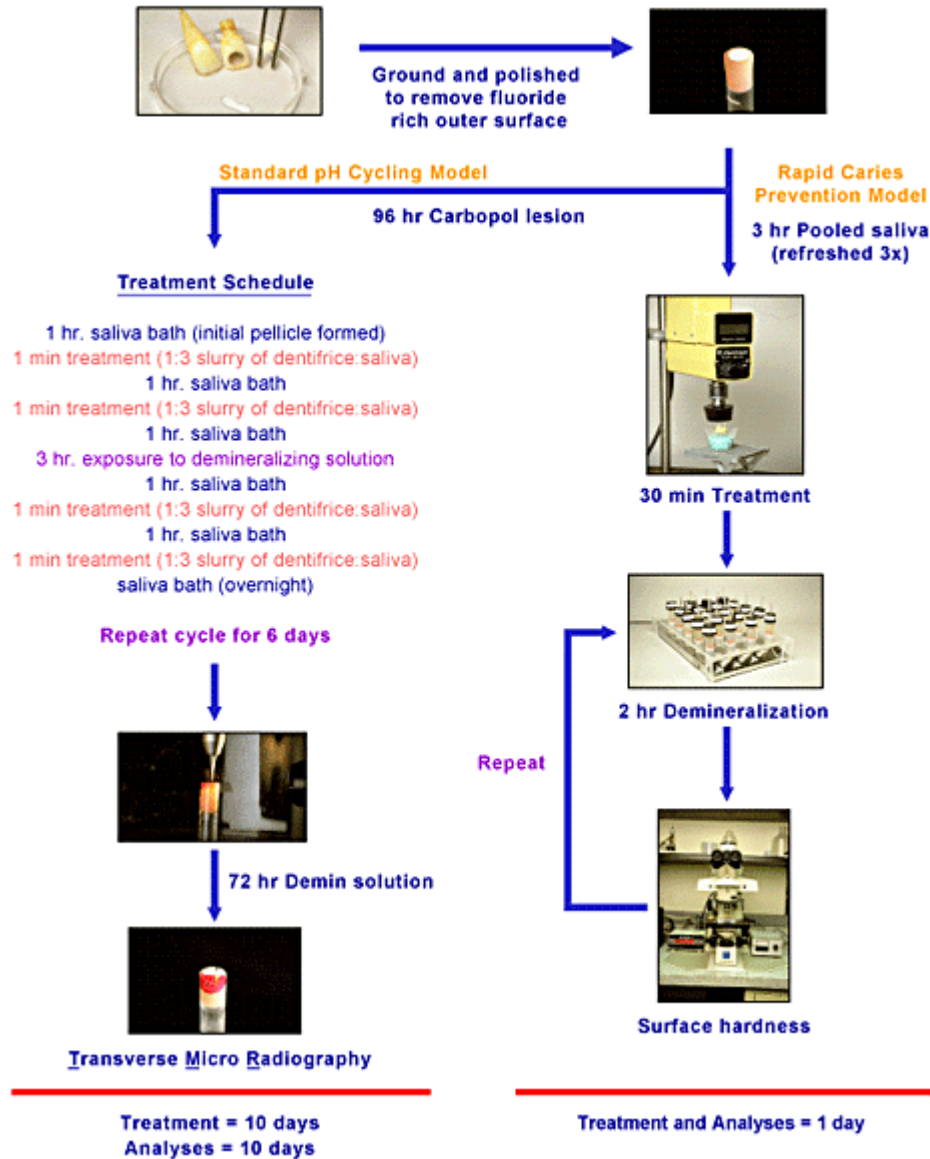 Ground and polished
to remove fluoride
rich outer surface
Standard pH Cycling Model
96 hr Carbopol lesion
Rapid Caries
Prevention Model
3 hr Pooled saliva
(refreshed 3x)
Treatment Schedule
1 hr. saliva bath (initial pellicle formed)
1 min treatment (1:3 slurry of dentifrice:saliva)
1 hr. saliva bath
1 min treatment (1:3 slurry of dentifrice:saliva)
1 hr. saliva bath
3 hr. exposure to demineralizing solution
1 hr. saliva bath
1 min treatment (1:3 slurry of dentifrice:saliva)
1 hr. saliva bath
1 min treatment (1:3 slurry of dentifrice:saliva)
saliva bath (overnight)
Repeat cycle for 6 days
72 hr Demin solution
Transverse Micro Radiography
Treatment = 10 days
Analyses = 10 days
30 min Treatment
2 hr Demineralization
Repeat
Surface hardness
Treatment and Analyses = 1 day